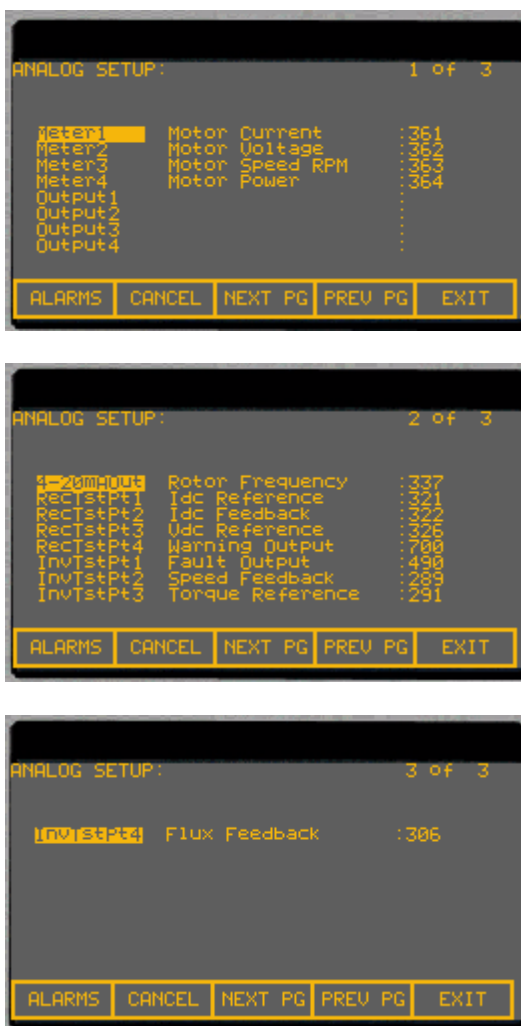 ANALOG SETUP: 1 of 3
Meter1 Motor Current :361
Meter2 Motor Voltage :362
Meter3 Motor Speed RPM :363
Meter4 Motor Power :364
Output1 :
Output2 :
Output3 :
Output4 :
ALARMS CANCEL NEXT PG PREV PG EXIT
ANALOG SETUP: 2 of 3
4-20mAOut Rotor Frequency :337
RecTstPt1 Idc Reference :321
RecTstPt2 Idc Feedback :322
RecTstPt3 Vdc Reference :326
RecTstPt4 Warning Output :700
InvTstPt1 Fault Output :490
InvTstPt2 Speed Feedback :289
InvTstPt3 Torque Reference :291
ALARMS CANCEL NEXT PG PREV PG EXIT
ANALOG SETUP: 3 of 3
InvTstPt4 Flux Feedback :306
ALARMS CANCEL NEXT PG PREV PG EXIT